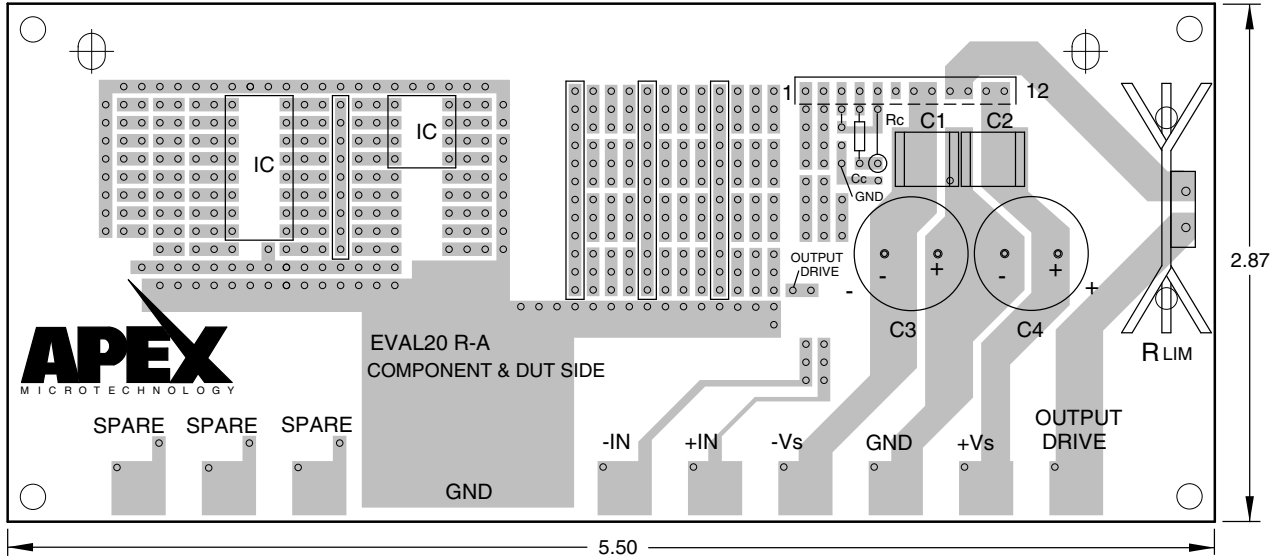 1
12
IC
IC
Rc
C1
C2
Cc
GND
OUTPUT
DRIVE
-
+
-
+
-
+
C3
C4
2.87
R LIM
APEX
MICROTECHNOLOGY
EVAL20 R-A
COMPONENT & DUT SIDE
SPARE
SPARE
SPARE
GND
-IN
+IN
-Vs
GND
+Vs
OUTPUT
DRIVE
5.50